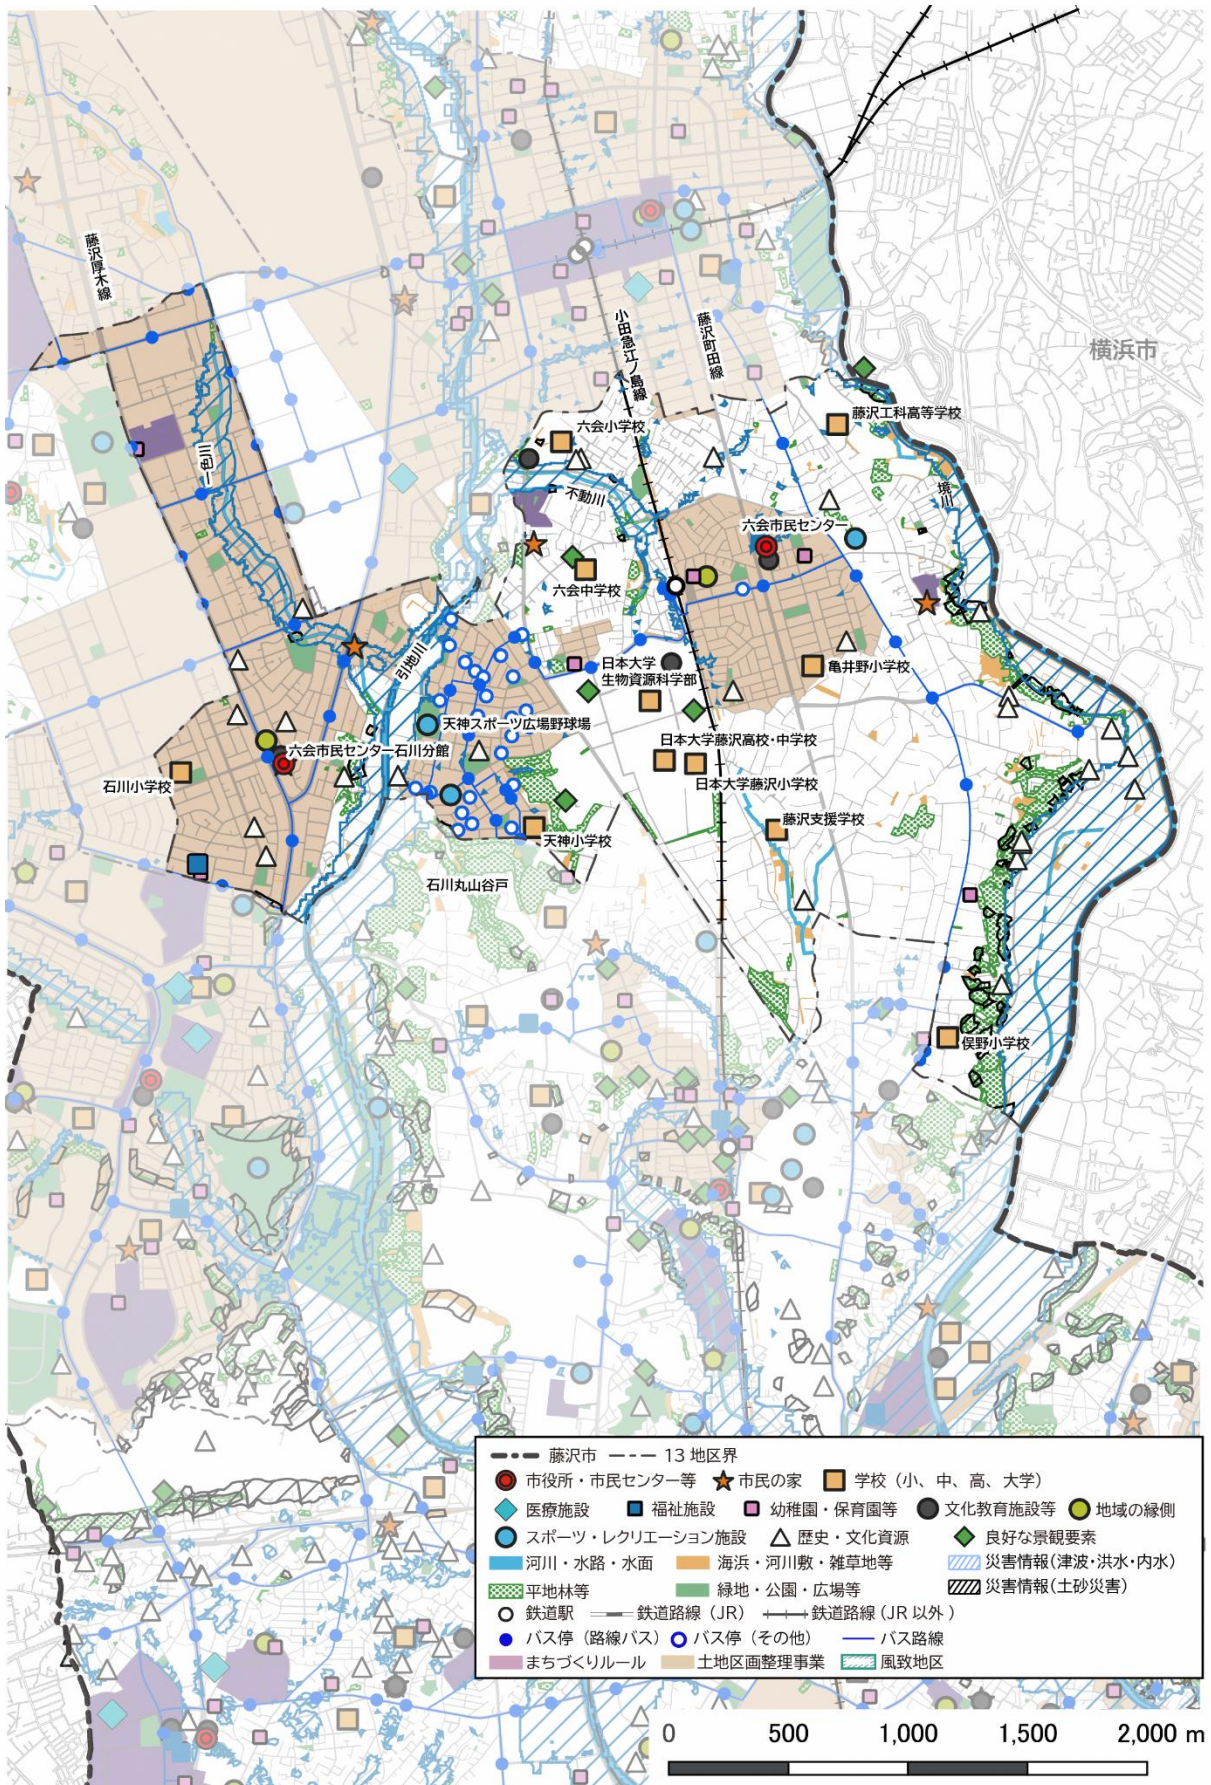 藤沢厚木線
小田急江ノ島線
藤沢町田線
横浜市
藤沢工科高等学校
六会小学校
一色川
不動川
境川
六会市民センター
六会中学校
引地川
日本大学
生物資源科学部
亀井野小学校
天神スポーツ広場野球場
日本大学藤沢高校・中学校
六会市民センター石川分館
石川小学校
日本大学藤沢小学校
藤沢支援学校
天神小学校
石川丸山谷戸
俣野小学校
藤沢市 13地区界
市役所・市民センター等 市民の家 学校（小、中、高、大学）
医療施設 福祉施設 幼稚園・保育園等 文化教育施設等 地域の縁側
スポーツ・レクリエーション施設 歴史・文化資源 良好な景観要素
河川・水路・水面 海浜・河川敷・雑草地等 災害情報（津波・洪水・内水）
平地林等 緑地・公園・広場等 災害情報（土砂災害）
鉄道駅 鉄道路線（JR） 鉄道路線（JR以外）
バス停（路線バス） バス停（その他） バス路線
まちづくりルール 土地区画整理事業 風致地区
0 500 1,000 1,500 2,000 m